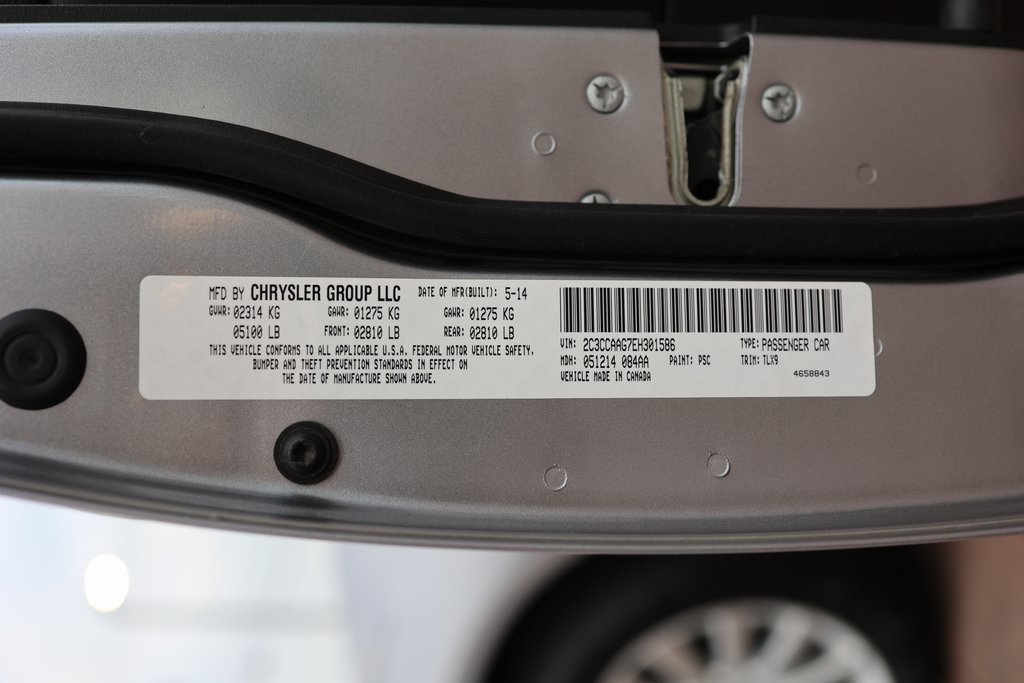 MFD BY CHRYSLER GROUP LLC DATE OF MFR(BUILT): 5-14
GVWR: 02314 KG GAWR: 01275 KG GAWR: 01275 KG
05100 LB FRONT: 02810 LB REAR: 02810 LB
THIS VEHICLE CONFORMS TO ALL APPLICABLE U.S.A. FEDERAL MOTOR VEHICLE SAFETY,
BUMPER AND THEFT PREVENTION STANDARDS IN EFFECT ON
THE DATE OF MANUFACTURE SHOWN ABOVE.
VIN: 2C3CCAAG7EH301586 TYPE: PASSENGER CAR
MDH: 051214 084AA PAINT: PSC TRIM: TLX9
VEHICLE MADE IN CANADA 4658843